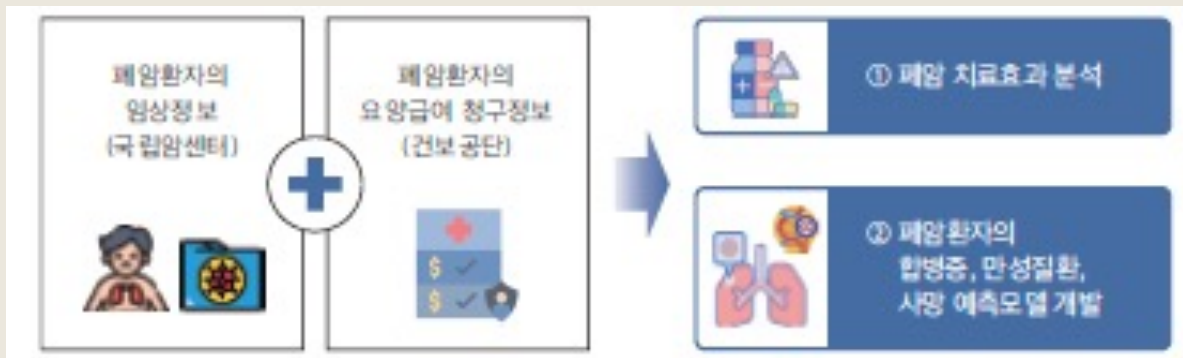 폐암환자의
임상정보
(국립암센터)
폐암환자의
요양급여 청구정보
(건보공단)
① 폐암 치료효과 분석
② 폐암환자의
합병증, 만성질환,
사망 예측모델 개발